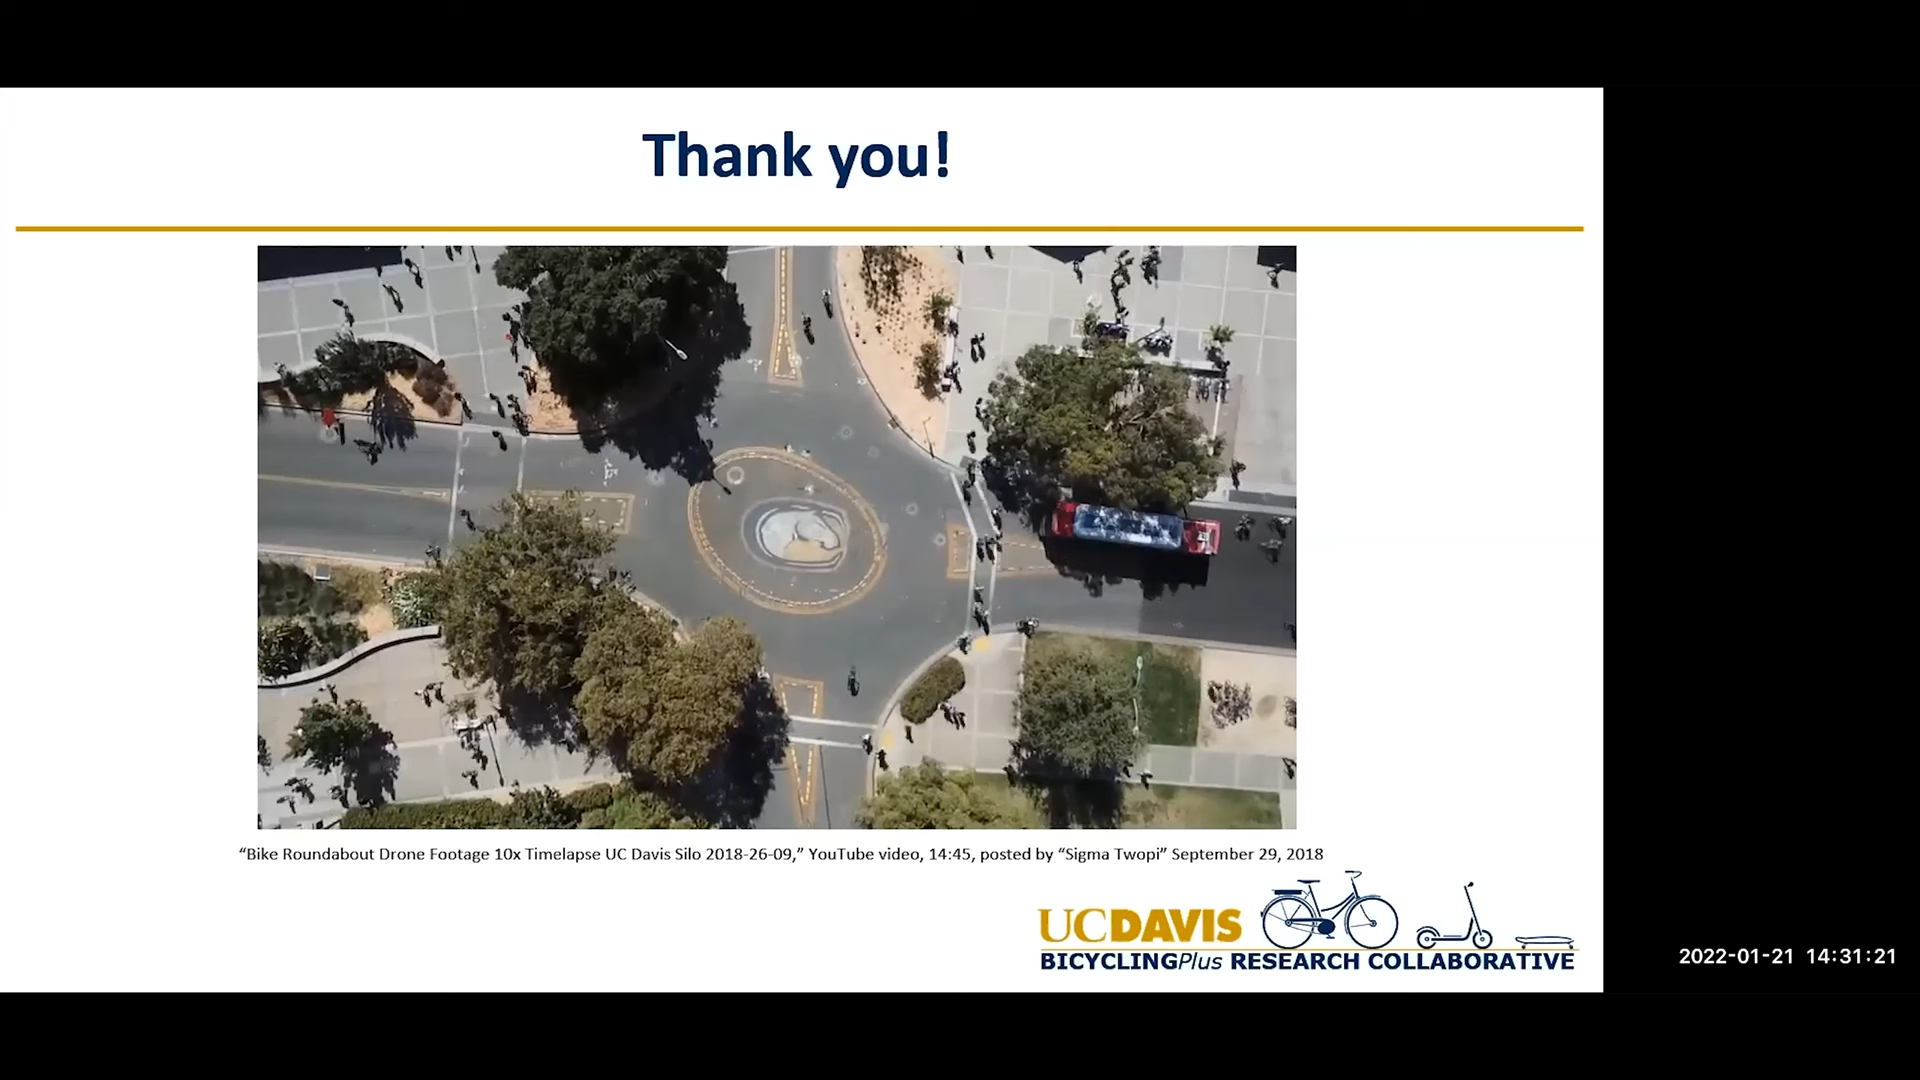 Thank you!
“Bike Roundabout Drone Footage 10x Timelapse UC Davis Silo 2018-26-09,” YouTube video, 14:45, posted by “Sigma Twopi” September 29, 2018
UCDAVIS
BICYCLINGPlus RESEARCH COLLABORATIVE
2022-01-21 14:31:21